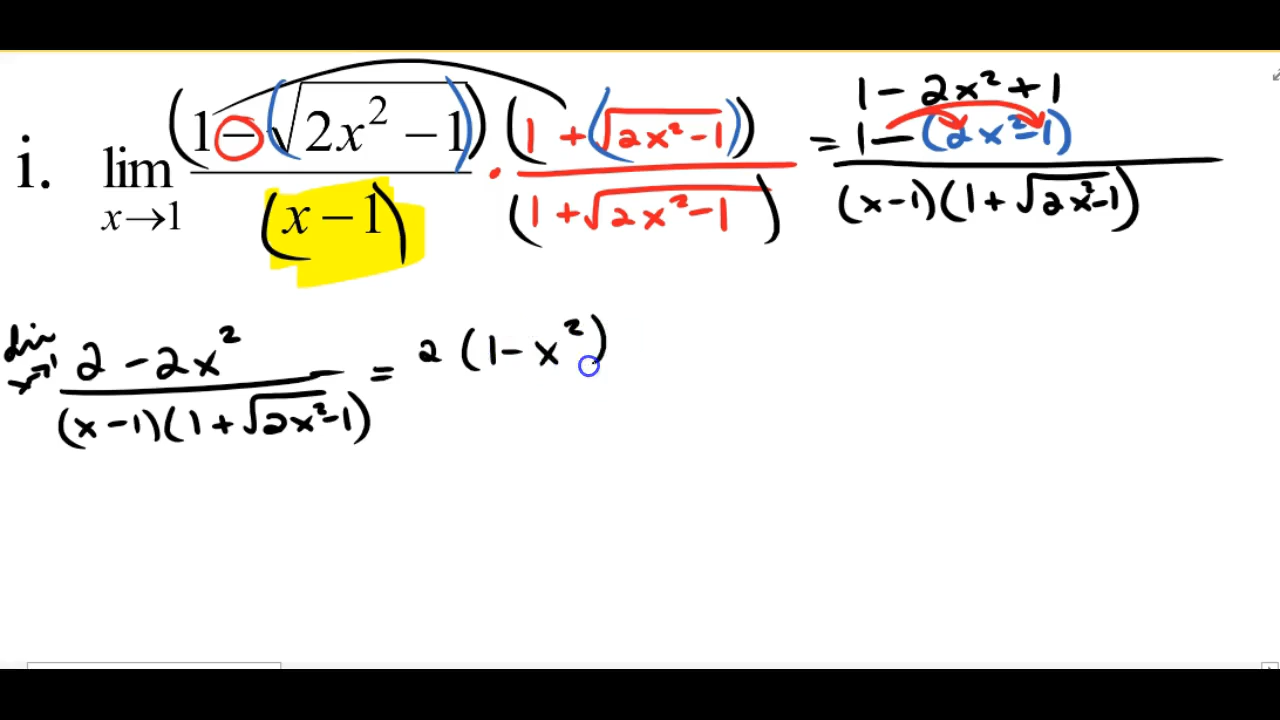 i. lim x→1 (1 − (√2x² − 1)) / (x − 1) · (1 + (√2x² − 1)) / (1 + √2x² − 1) = 1 − (2x² − 1) / (x − 1)(1 + √2x² − 1)
1 − 2x² + 1
lim x→1 2 − 2x² / (x − 1)(1 + √2x² − 1) = 2(1 − x²)